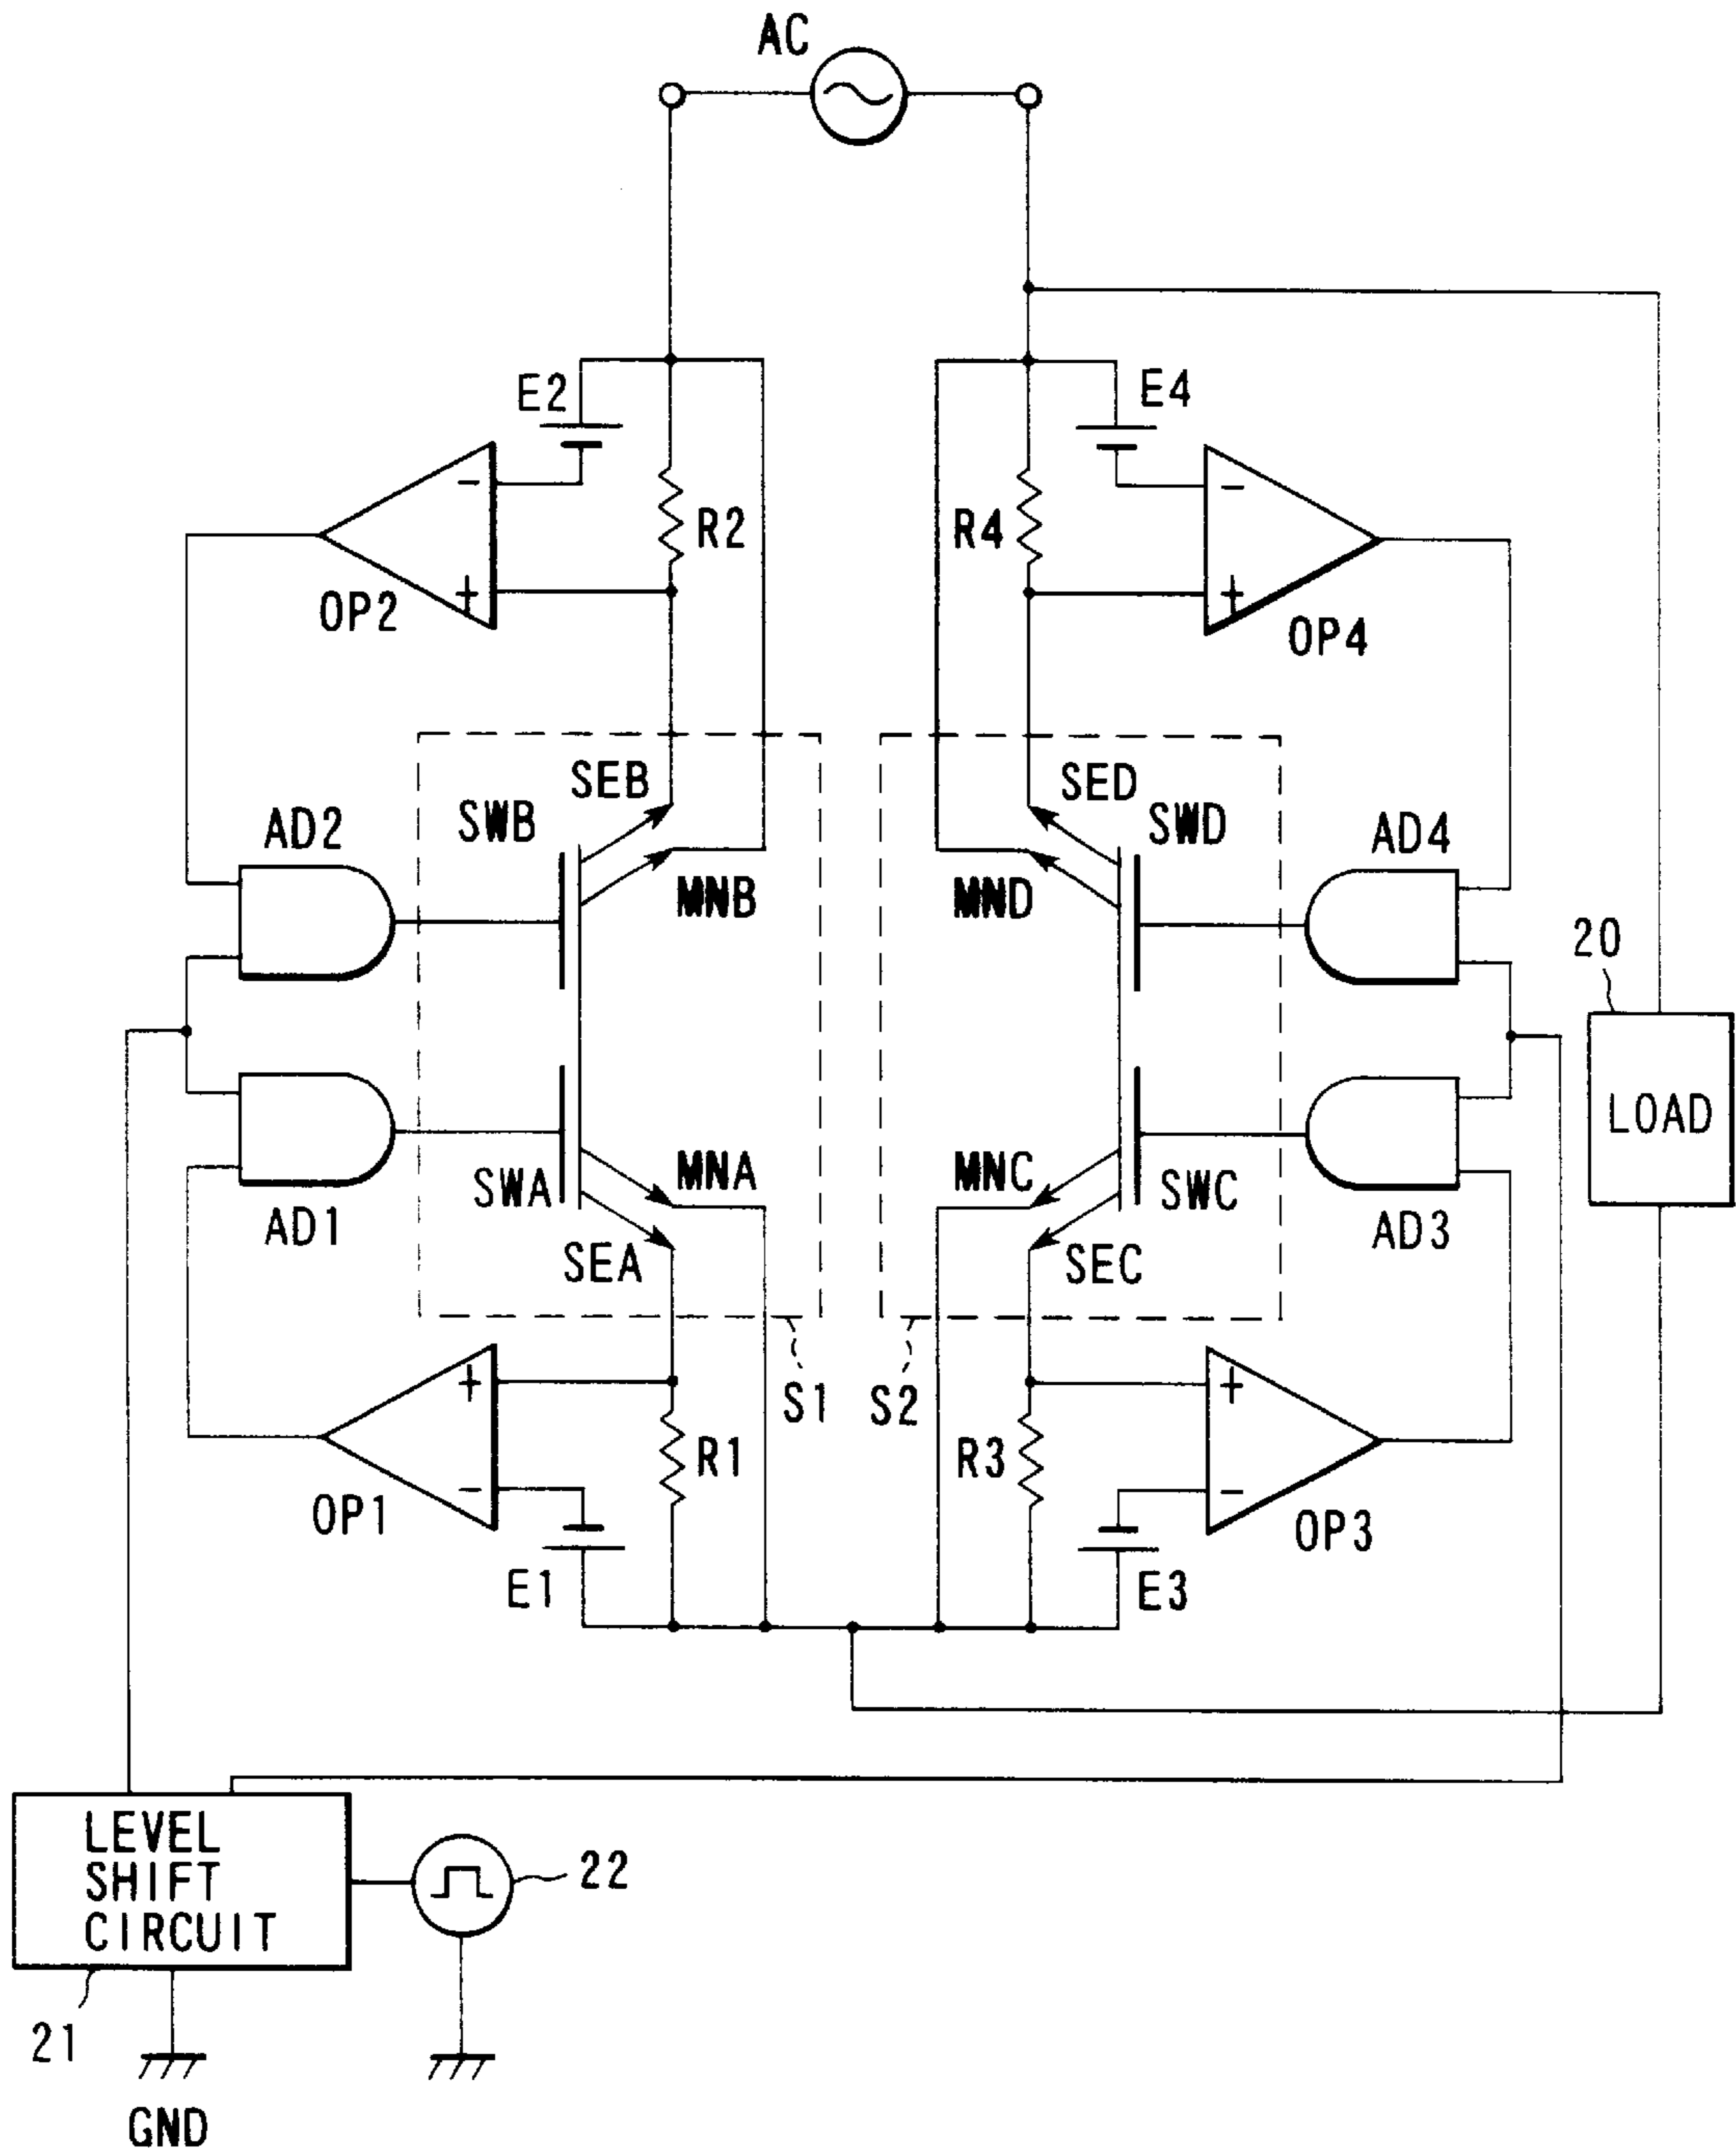 AC
E2
E4
R2
R4
OP2
OP4
SEB
SED
SWB
SWD
AD2
AD4
MNB
MND
20
LOAD
MNA
MNC
SWA
SWC
AD1
AD3
SEA
SEC
S1
S2
R1
R3
OP1
OP3
E1
E3
LEVEL
SHIFT
CIRCUIT
22
21
GND